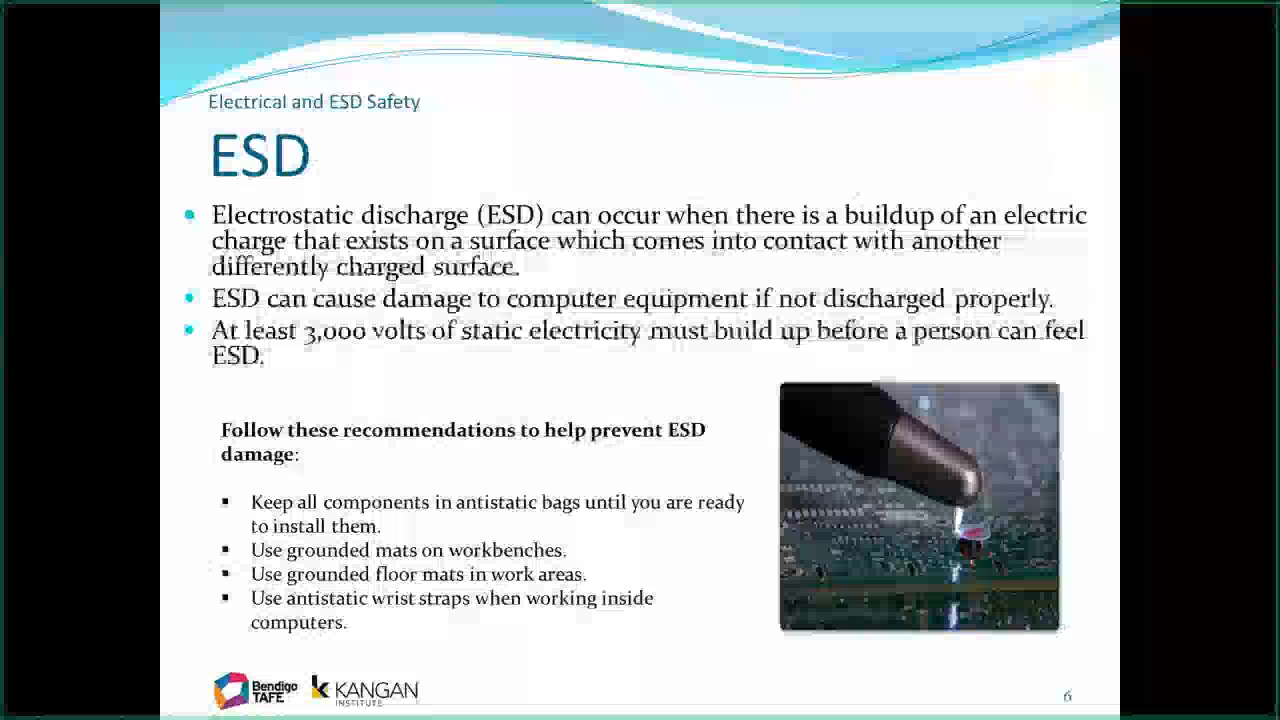 Electrical and ESD Safety
ESD
• Electrostatic discharge (ESD) can occur when there is a buildup of an electric
charge that exists on a surface which comes into contact with another
differently charged surface.
• ESD can cause damage to computer equipment if not discharged properly.
• At least 3,000 volts of static electricity must build up before a person can feel
ESD.
Follow these recommendations to help prevent ESD
damage:
▪ Keep all components in antistatic bags until you are ready
to install them.
▪ Use grounded mats on workbenches.
▪ Use grounded floor mats in work areas.
▪ Use antistatic wrist straps when working inside
computers.
Bendigo
TAFE
KANGAN
INSTITUTE
6